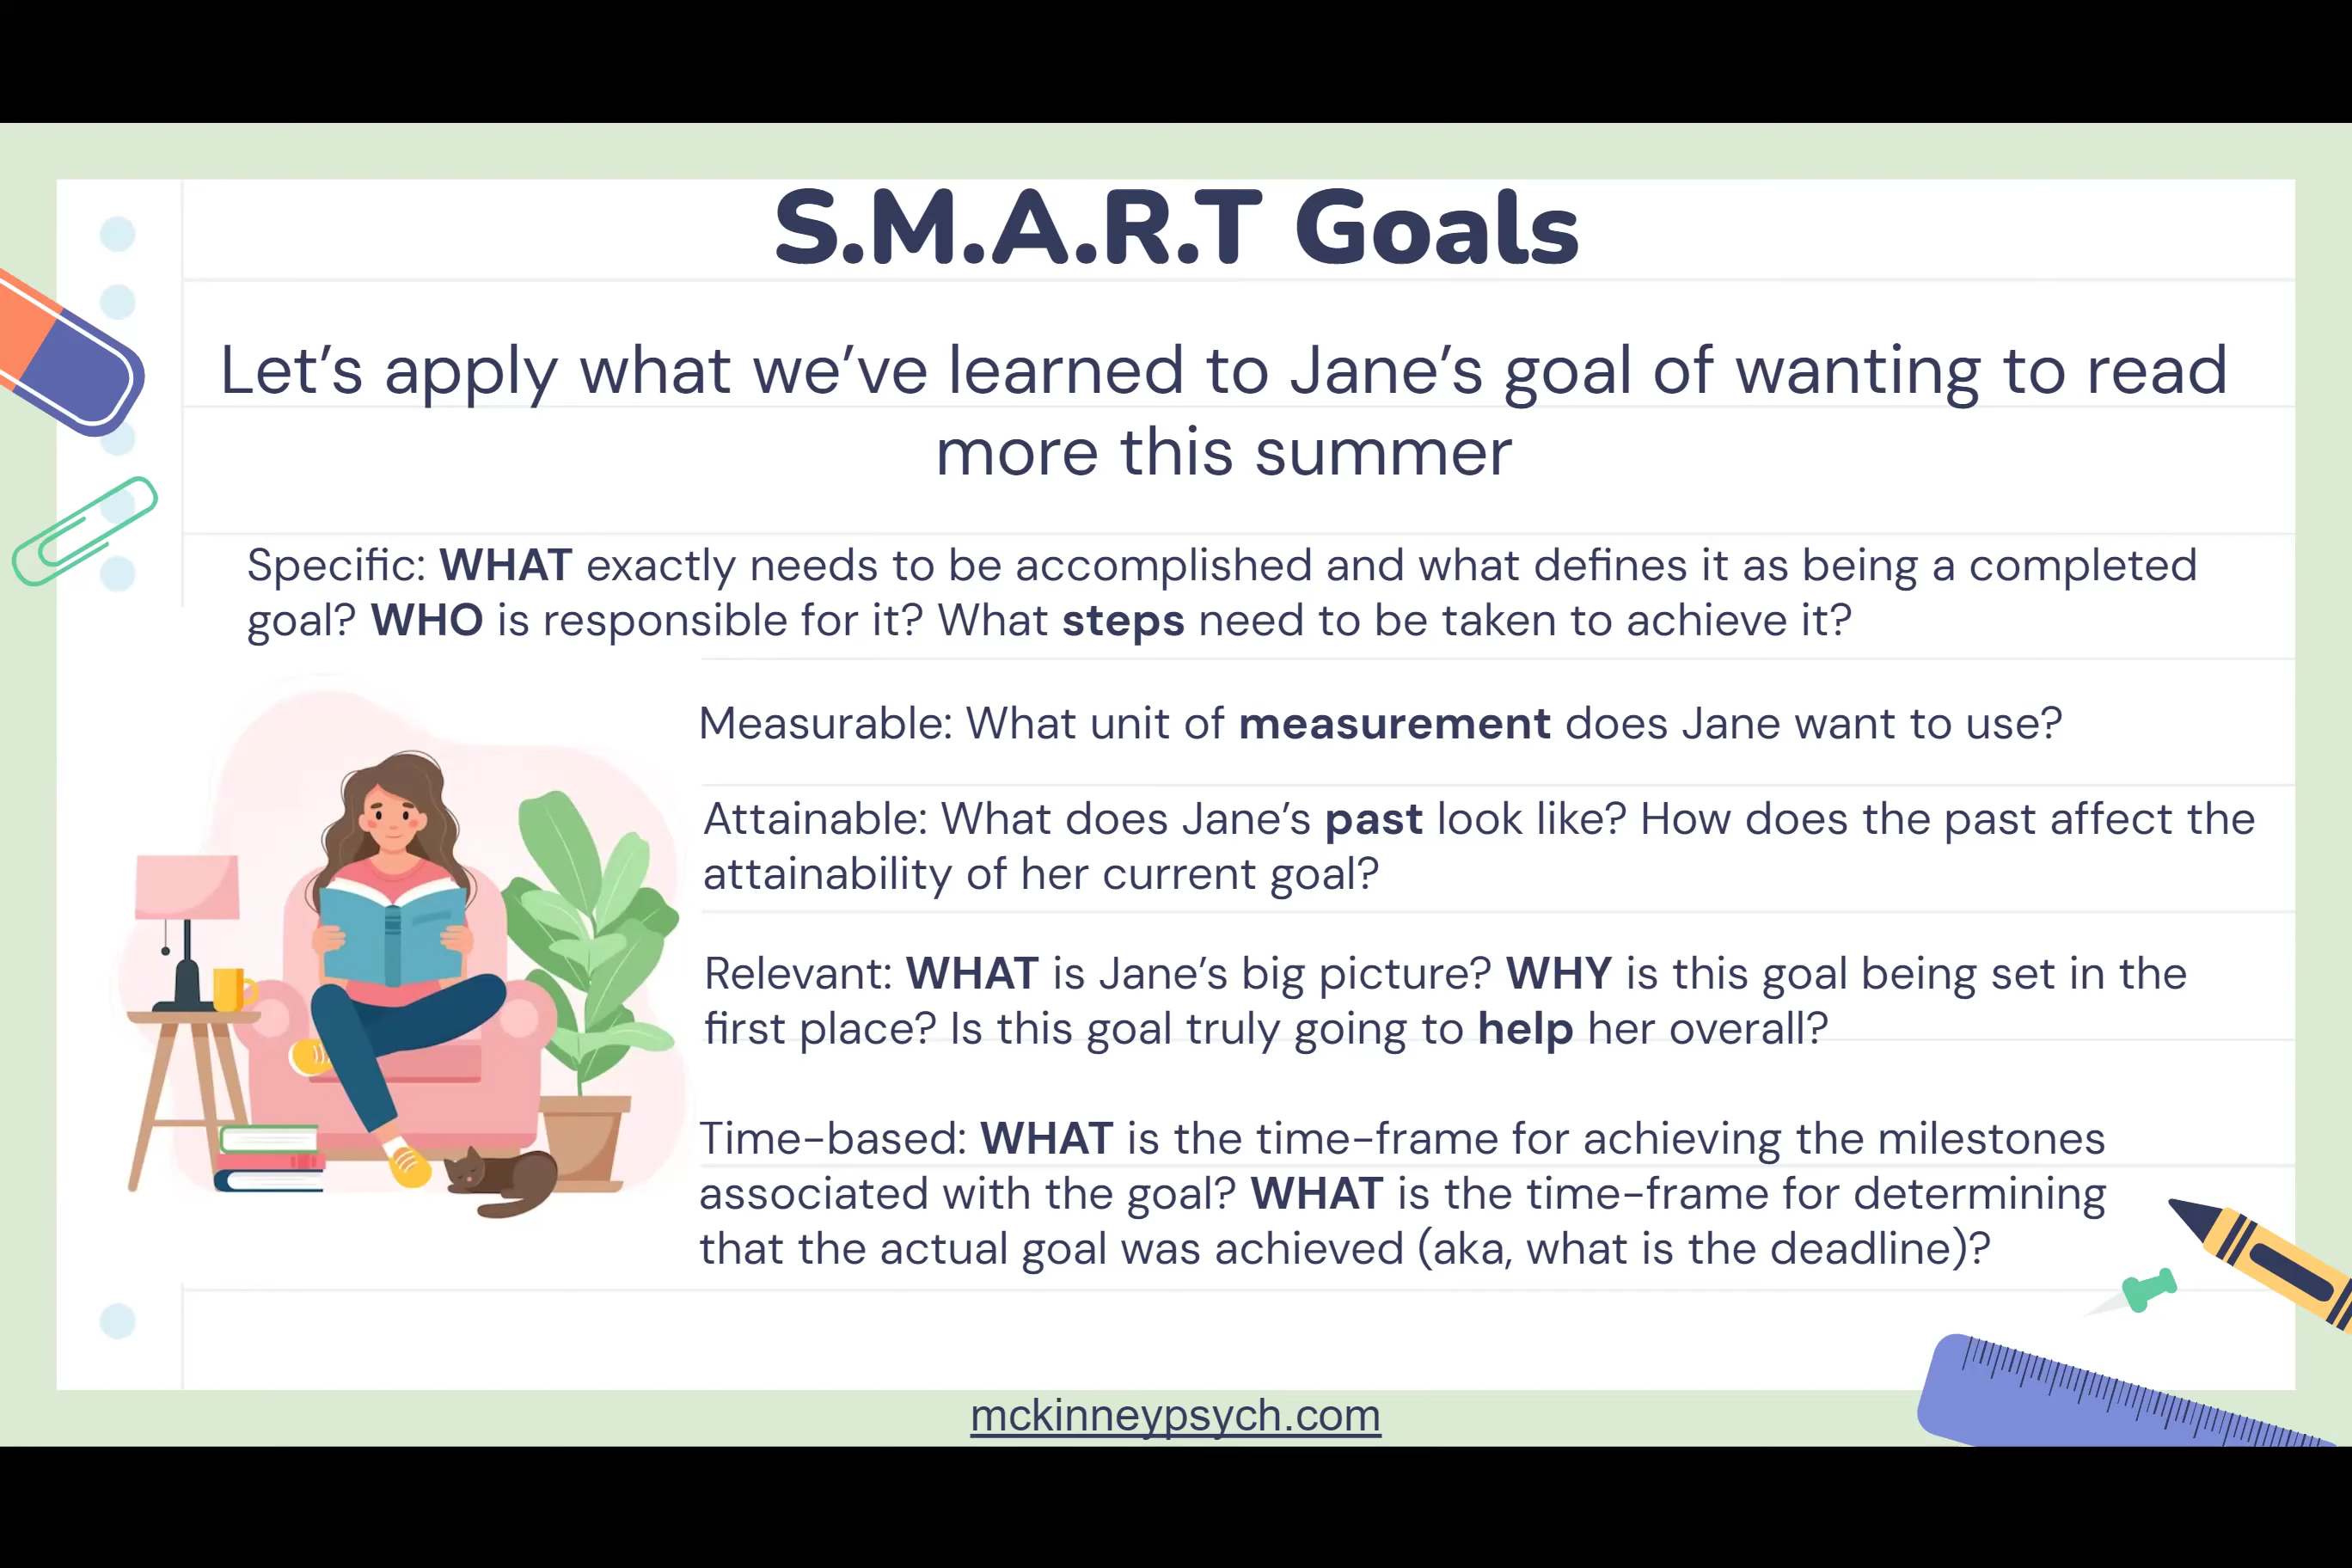 S.M.A.R.T Goals
Let's apply what we've learned to Jane's goal of wanting to read
more this summer
Specific: WHAT exactly needs to be accomplished and what defines it as being a completed
goal? WHO is responsible for it? What steps need to be taken to achieve it?
Measurable: What unit of measurement does Jane want to use?
Attainable: What does Jane's past look like? How does the past affect the
attainability of her current goal?
Relevant: WHAT is Jane's big picture? WHY is this goal being set in the
first place? Is this goal truly going to help her overall?
Time-based: WHAT is the time-frame for achieving the milestones
associated with the goal? WHAT is the time-frame for determining
that the actual goal was achieved (aka, what is the deadline)?
mckinneypsych.com